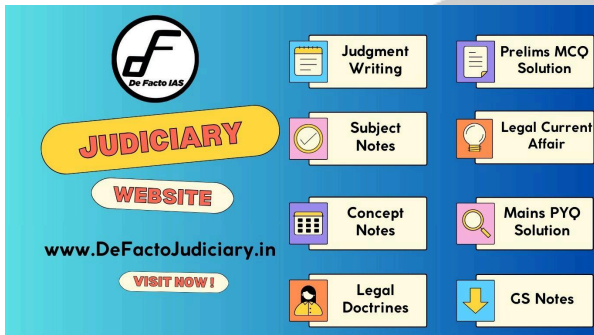 De Facto IAS
JUDICIARY
WEBSITE
www.DeFactoJudiciary.in
VISIT NOW!
Judgment
Writing
Prelims MCQ
Solution
Subject
Notes
Legal Current
Affair
Concept
Notes
Mains PYQ
Solution
Legal
Doctrines
GS Notes